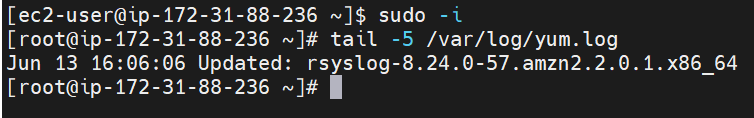 [ec2-user@ip-172-31-88-236 ~]$ sudo -i
[root@ip-172-31-88-236 ~]# tail -5 /var/log/yum.log
Jun 13 16:06:06 Updated: rsyslog-8.24.0-57.amzn2.2.0.1.x86_64
[root@ip-172-31-88-236 ~]#